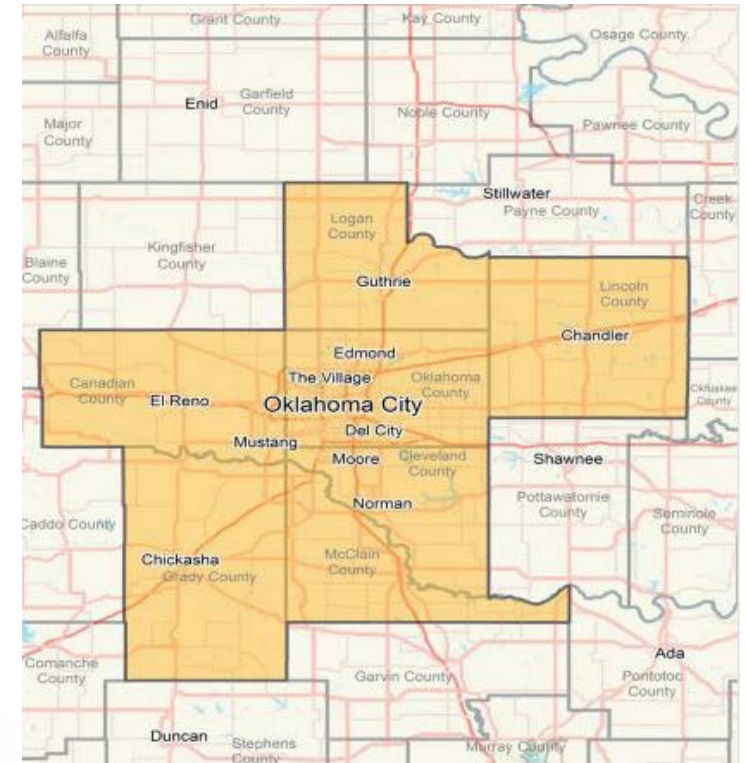 Grant County
Kay County
Alfalfa
County
Osage County
Enid
Garfield
County
Noble County
Major
County
Pawnee County
Stillwater
Payne County
Creek
County
Logan
County
Kingfisher
County
Blaine
County
Guthrie
Lincoln
County
Chandler
Edmond
The Village
Oklahoma
County
Canadian
County
El Reno
Oklahoma City
Okfuskee
County
Del City
Mustang
Moore
Cleveland
County
Shawnee
Norman
Pottawatomie
County
Seminole
County
Caddo County
Chickasha
Grady County
McClain
County
Comanche
County
Garvin County
Ada
Pontotoc
County
Duncan
Stephens
County
Murray County